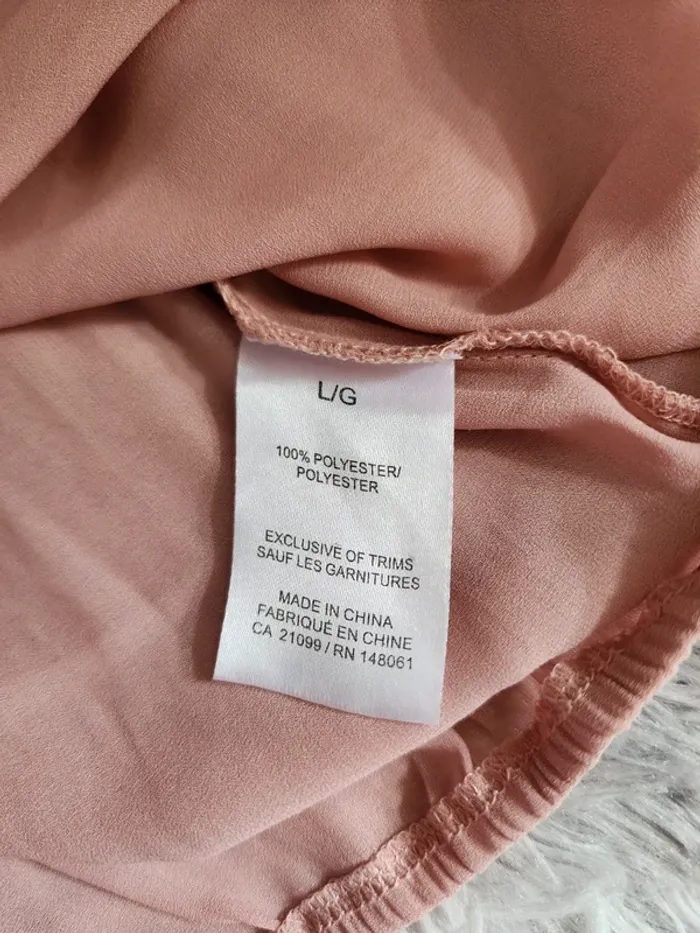 L/G
100% POLYESTER/
POLYESTER
EXCLUSIVE OF TRIMS
SAUF LES GARNITURES
MADE IN CHINA
FABRIQUÉ EN CHINE
CA 21099 / RN 148061